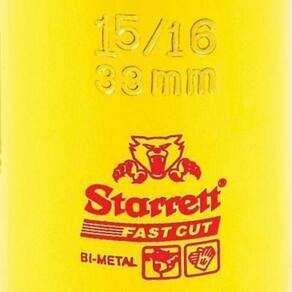 15/16
33mm
Starrett®
FAST CUT
BI-METAL